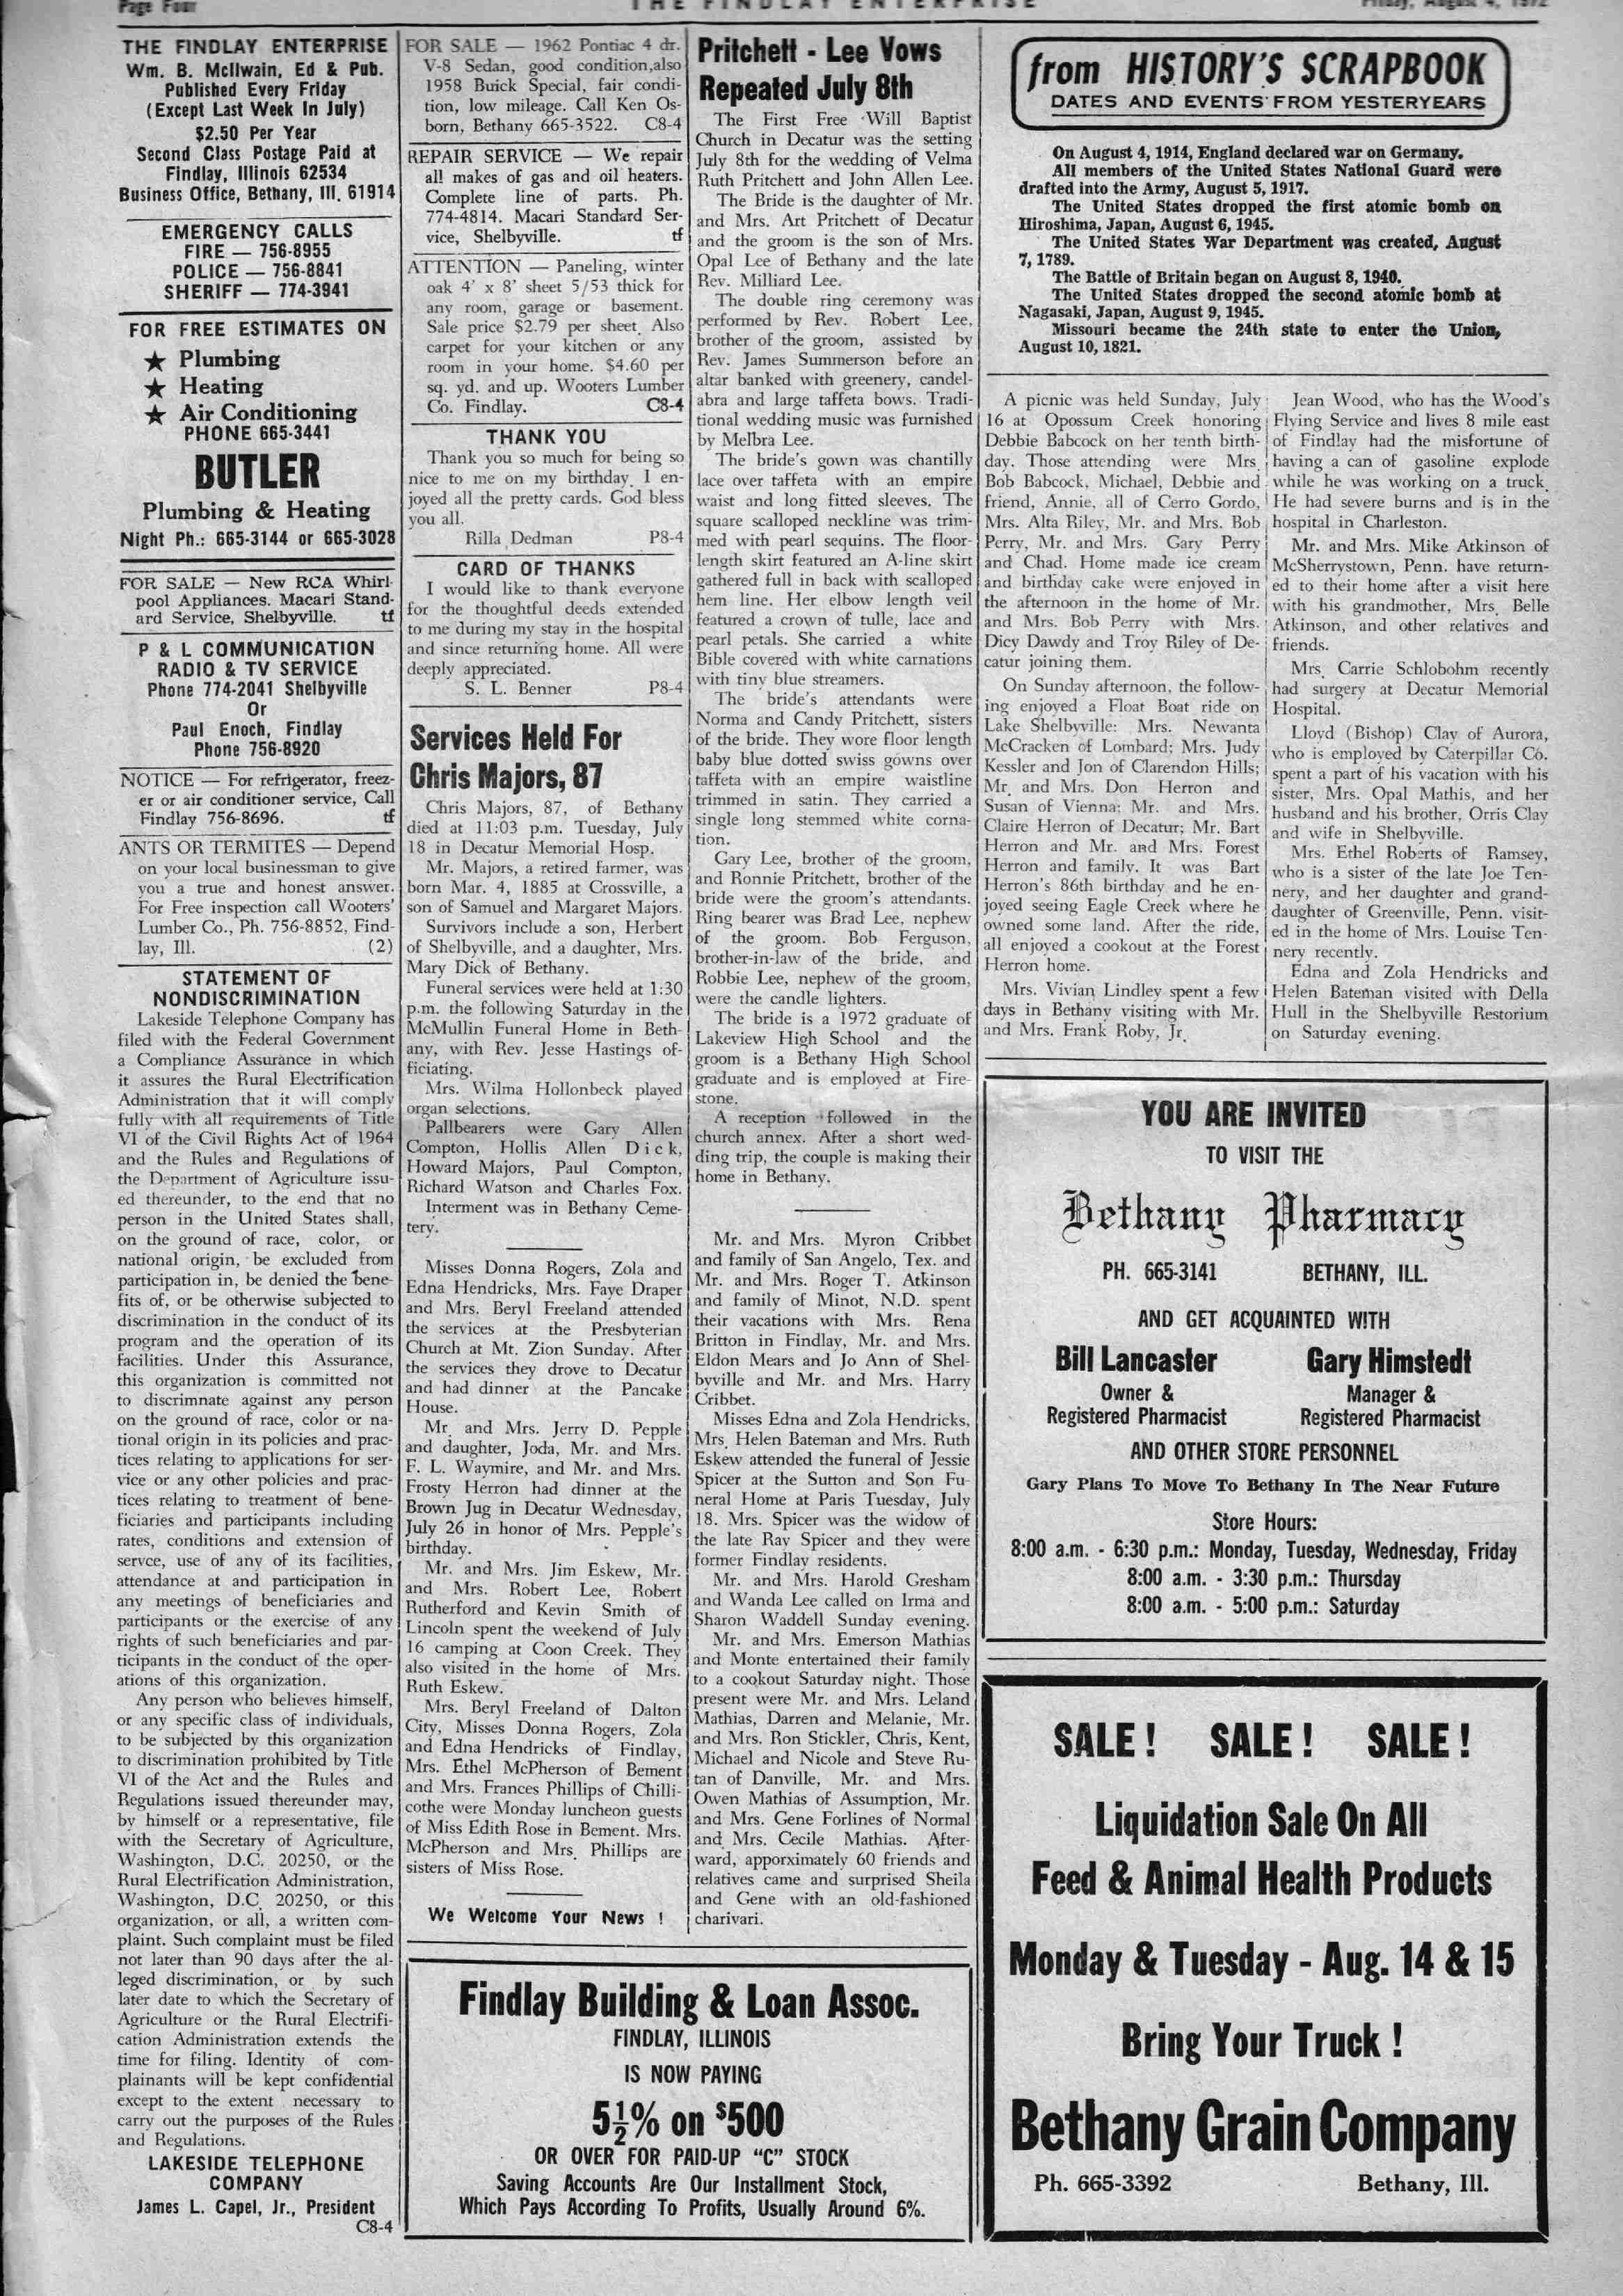 Page Four
THE FINDLAY ENTERPRISE
Friday, August 4, 1972
THE FINDLAY ENTERPRISE
Wm. B. McIlwain, Ed & Pub.
Published Every Friday
(Except Last Week In July)
$2.50 Per Year
Second Class Postage Paid at
Findlay, Illinois 62534
Business Office, Bethany, Ill. 61914
EMERGENCY CALLS
FIRE — 756-8955
POLICE — 756-8841
SHERIFF — 774-3941
FOR FREE ESTIMATES ON
★ Plumbing
★ Heating
★ Air Conditioning
PHONE 665-3441
BUTLER
Plumbing & Heating
Night Ph.: 665-3144 or 665-3028
FOR SALE — New RCA Whirl-
pool Appliances. Macari Stand-
ard Service, Shelbyville. tf
P & L COMMUNICATION
RADIO & TV SERVICE
Phone 774-2041 Shelbyville
Or
Paul Enoch, Findlay
Phone 756-8920
NOTICE — For refrigerator, freez-
er or air conditioner service, Call
Findlay 756-8696. tf
ANTS OR TERMITES — Depend
on your local businessman to give
you a true and honest answer.
For Free inspection call Wooters'
Lumber Co., Ph. 756-8852, Find-
lay, Ill. (2)
STATEMENT OF
NONDISCRIMINATION
Lakeside Telephone Company has
filed with the Federal Government
a Compliance Assurance in which
it assures the Rural Electrification
Administration that it will comply
fully with all requirements of Title
VI of the Civil Rights Act of 1964
and the Rules and Regulations of
the Department of Agriculture issu-
ed thereunder, to the end that no
person in the United States shall,
on the ground of race, color, or
national origin, be excluded from
participation in, be denied the bene-
fits of, or be otherwise subjected to
discrimination in the conduct of its
program and the operation of its
facilities. Under this Assurance,
this organization is committed not
to discrimnate against any person
on the ground of race, color or na-
tional origin in its policies and prac-
tices relating to applications for ser-
vice or any other policies and prac-
tices relating to treatment of bene-
ficiaries and participants including
rates, conditions and extension of
servce, use of any of its facilities,
attendance at and participation in
any meetings of beneficiaries and
participants or the exercise of any
rights of such beneficiaries and par-
ticipants in the conduct of the oper-
ations of this organization.
Any person who believes himself,
or any specific class of individuals,
to be subjected by this organization
to discrimination prohibited by Title
VI of the Act and the Rules and
Regulations issued thereunder may,
by himself or a representative, file
with the Secretary of Agriculture,
Washington, D.C. 20250, or the
Rural Electrification Administration,
Washington, D.C. 20250, or this
organization, or all, a written com-
plaint. Such complaint must be filed
not later than 90 days after the al-
leged discrimination, or by such
later date to which the Secretary of
Agriculture or the Rural Electrifi-
cation Administration extends the
time for filing. Identity of com-
plainants will be kept confidential
except to the extent necessary to
carry out the purposes of the Rules
and Regulations.
LAKESIDE TELEPHONE
COMPANY
James L. Capel, Jr., President
C8-4
FOR SALE — 1962 Pontiac 4 dr.
V-8 Sedan, good condition,also
1958 Buick Special, fair condi-
tion, low mileage. Call Ken Os-
born, Bethany 665-3522. C8-4
REPAIR SERVICE — We repair
all makes of gas and oil heaters.
Complete line of parts. Ph.
774-4814. Macari Standard Ser-
vice, Shelbyville. tf
ATTENTION — Paneling, winter
oak 4' x 8' sheet 5/53 thick for
any room, garage or basement.
Sale price $2.79 per sheet. Also
carpet for your kitchen or any
room in your home. $4.60 per
sq. yd. and up. Wooters Lumber
Co. Findlay. C8-4
THANK YOU
Thank you so much for being so
nice to me on my birthday. I en-
joyed all the pretty cards. God bless
you all.
Rilla Dedman P8-4
CARD OF THANKS
I would like to thank everyone
for the thoughtful deeds extended
to me during my stay in the hospital
and since returning home. All were
deeply appreciated.
S. L. Benner P8-4
Services Held For
Chris Majors, 87
Chris Majors, 87, of Bethany
died at 11:03 p.m. Tuesday, July
18 in Decatur Memorial Hosp.
Mr. Majors, a retired farmer, was
born Mar. 4, 1885 at Crossville, a
son of Samuel and Margaret Majors.
Survivors include a son, Herbert
of Shelbyville, and a daughter, Mrs.
Mary Dick of Bethany.
Funeral services were held at 1:30
p.m. the following Saturday in the
McMullin Funeral Home in Beth-
any, with Rev. Jesse Hastings of-
ficiating.
Mrs. Wilma Hollonbeck played
organ selections.
Pallbearers were Gary Allen
Compton, Hollis Allen Dick,
Howard Majors, Paul Compton,
Richard Watson and Charles Fox.
Interment was in Bethany Ceme-
tery.
Misses Donna Rogers, Zola and
Edna Hendricks, Mrs. Faye Draper
and Mrs. Beryl Freeland attended
the services at the Presbyterian
Church at Mt. Zion Sunday. After
the services they drove to Decatur
and had dinner at the Pancake
House.
Mr. and Mrs. Jerry D. Pepple
and daughter, Joda, Mr. and Mrs.
F. L. Waymire, and Mr. and Mrs.
Frosty Herron had dinner at the
Brown Jug in Decatur Wednesday,
July 26 in honor of Mrs. Pepple's
birthday.
Mr. and Mrs. Jim Eskew, Mr.
and Mrs. Robert Lee, Robert
Rutherford and Kevin Smith of
Lincoln spent the weekend of July
16 camping at Coon Creek. They
also visited in the home of Mrs.
Ruth Eskew.
Mrs. Beryl Freeland of Dalton
City, Misses Donna Rogers, Zola
and Edna Hendricks of Findlay,
Mrs. Ethel McPherson of Bement
and Mrs. Frances Phillips of Chilli-
cothe were Monday luncheon guests
of Miss Edith Rose in Bement. Mrs.
McPherson and Mrs. Phillips are
sisters of Miss Rose.
We Welcome Your News !
Pritchett - Lee Vows
Repeated July 8th
The First Free Will Baptist
Church in Decatur was the setting
July 8th for the wedding of Velma
Ruth Pritchett and John Allen Lee.
The Bride is the daughter of Mr.
and Mrs. Art Pritchett of Decatur
and the groom is the son of Mrs.
Opal Lee of Bethany and the late
Rev. Milliard Lee.
The double ring ceremony was
performed by Rev. Robert Lee,
brother of the groom, assisted by
Rev. James Summerson before an
altar banked with greenery, candel-
abra and large taffeta bows. Tradi-
tional wedding music was furnished
by Melbra Lee.
The bride's gown was chantilly
lace over taffeta with an empire
waist and long fitted sleeves. The
square scalloped neckline was trim-
med with pearl sequins. The floor-
length skirt featured an A-line skirt
gathered full in back with scalloped
hem line. Her elbow length veil
featured a crown of tulle, lace and
pearl petals. She carried a white
Bible covered with white carnations
with tiny blue streamers.
The bride's attendants were
Norma and Candy Pritchett, sisters
of the bride. They wore floor length
baby blue dotted swiss gowns over
taffeta with an empire waistline
trimmed in satin. They carried a
single long stemmed white corna-
tion.
Gary Lee, brother of the groom,
and Ronnie Pritchett, brother of the
bride were the groom's attendants.
Ring bearer was Brad Lee, nephew
of the groom. Bob Ferguson,
brother-in-law of the bride, and
Robbie Lee, nephew of the groom,
were the candle lighters.
The bride is a 1972 graduate of
Lakeview High School and the
groom is a Bethany High School
graduate and is employed at Fire-
stone.
A reception followed in the
church annex. After a short wed-
ding trip, the couple is making their
home in Bethany.
Mr. and Mrs. Myron Cribbet
and family of San Angelo, Tex. and
Mr. and Mrs. Roger T. Atkinson
and family of Minot, N.D. spent
their vacations with Mrs. Rena
Britton in Findlay, Mr. and Mrs.
Eldon Mears and Jo Ann of Shel-
byville and Mr. and Mrs. Harry
Cribbet.
Misses Edna and Zola Hendricks,
Mrs. Helen Bateman and Mrs. Ruth
Eskew attended the funeral of Jessie
Spicer at the Sutton and Son Fu-
neral Home at Paris Tuesday, July
18. Mrs. Spicer was the widow of
the late Ray Spicer and they were
former Findlay residents.
Mr. and Mrs. Harold Gresham
and Wanda Lee called on Irma and
Sharon Waddell Sunday evening.
Mr. and Mrs. Emerson Mathias
and Monte entertained their family
to a cookout Saturday night. Those
present were Mr. and Mrs. Leland
Mathias, Darren and Melanie, Mr.
and Mrs. Ron Stickler, Chris, Kent,
Michael and Nicole and Steve Ru-
tan of Danville, Mr. and Mrs.
Owen Mathias of Assumption, Mr.
and Mrs. Gene Forlines of Normal
and Mrs. Cecile Mathias. After-
ward, apporximately 60 friends and
relatives came and surprised Sheila
and Gene with an old-fashioned
charivari.
Findlay Building & Loan Assoc.
FINDLAY, ILLINOIS
IS NOW PAYING
5½% on $500
OR OVER FOR PAID-UP "C" STOCK
Saving Accounts Are Our Installment Stock,
Which Pays According To Profits, Usually Around 6%.
from HISTORY'S SCRAPBOOK
DATES AND EVENTS FROM YESTERYEARS
On August 4, 1914, England declared war on Germany.
All members of the United States National Guard were
drafted into the Army, August 5, 1917.
The United States dropped the first atomic bomb on
Hiroshima, Japan, August 6, 1945.
The United States War Department was created, August
7, 1789.
The Battle of Britain began on August 8, 1940.
The United States dropped the second atomic bomb at
Nagasaki, Japan, August 9, 1945.
Missouri became the 24th state to enter the Union,
August 10, 1821.
A picnic was held Sunday, July
16 at Opossum Creek honoring
Debbie Babcock on her tenth birth-
day. Those attending were Mrs.
Bob Babcock, Michael, Debbie and
friend, Annie, all of Cerro Gordo,
Mrs. Alta Riley, Mr. and Mrs. Bob
Perry, Mr. and Mrs. Gary Perry
and Chad. Home made ice cream
and birthday cake were enjoyed in
the afternoon in the home of Mr.
and Mrs. Bob Perry with Mrs.
Dicy Dawdy and Troy Riley of De-
catur joining them.
On Sunday afternoon, the follow-
ing enjoyed a Float Boat ride on
Lake Shelbyville: Mrs. Newanta
McCracken of Lombard; Mrs. Judy
Kessler and Jon of Clarendon Hills;
Mr. and Mrs. Don Herron and
Susan of Vienna; Mr. and Mrs.
Claire Herron of Decatur; Mr. Bart
Herron and Mr. and Mrs. Forest
Herron and family. It was Bart
Herron's 86th birthday and he en-
joyed seeing Eagle Creek where he
owned some land. After the ride,
all enjoyed a cookout at the Forest
Herron home.
Mrs. Vivian Lindley spent a few
days in Bethany visiting with Mr.
and Mrs. Frank Roby, Jr.
Jean Wood, who has the Wood's
Flying Service and lives 8 mile east
of Findlay had the misfortune of
having a can of gasoline explode
while he was working on a truck.
He had severe burns and is in the
hospital in Charleston.
Mr. and Mrs. Mike Atkinson of
McSherrystown, Penn. have return-
ed to their home after a visit here
with his grandmother, Mrs. Belle
Atkinson, and other relatives and
friends.
Mrs. Carrie Schlobohm recently
had surgery at Decatur Memorial
Hospital.
Lloyd (Bishop) Clay of Aurora,
who is employed by Caterpillar Co.
spent a part of his vacation with his
sister, Mrs. Opal Mathis, and her
husband and his brother, Orris Clay
and wife in Shelbyville.
Mrs. Ethel Roberts of Ramsey,
who is a sister of the late Joe Ten-
nery, and her daughter and grand-
daughter of Greenville, Penn. visit-
ed in the home of Mrs. Louise Ten-
nery recently.
Edna and Zola Hendricks and
Helen Bateman visited with Della
Hull in the Shelbyville Restorium
on Saturday evening.
YOU ARE INVITED
TO VISIT THE
Bethany Pharmacy
PH. 665-3141 BETHANY, ILL.
AND GET ACQUAINTED WITH
Bill Lancaster Gary Himstedt
Owner & Manager &
Registered Pharmacist Registered Pharmacist
AND OTHER STORE PERSONNEL
Gary Plans To Move To Bethany In The Near Future
Store Hours:
8:00 a.m. - 6:30 p.m.: Monday, Tuesday, Wednesday, Friday
8:00 a.m. - 3:30 p.m.: Thursday
8:00 a.m. - 5:00 p.m.: Saturday
SALE! SALE! SALE!
Liquidation Sale On All
Feed & Animal Health Products
Monday & Tuesday - Aug. 14 & 15
Bring Your Truck !
Bethany Grain Company
Ph. 665-3392 Bethany, Ill.